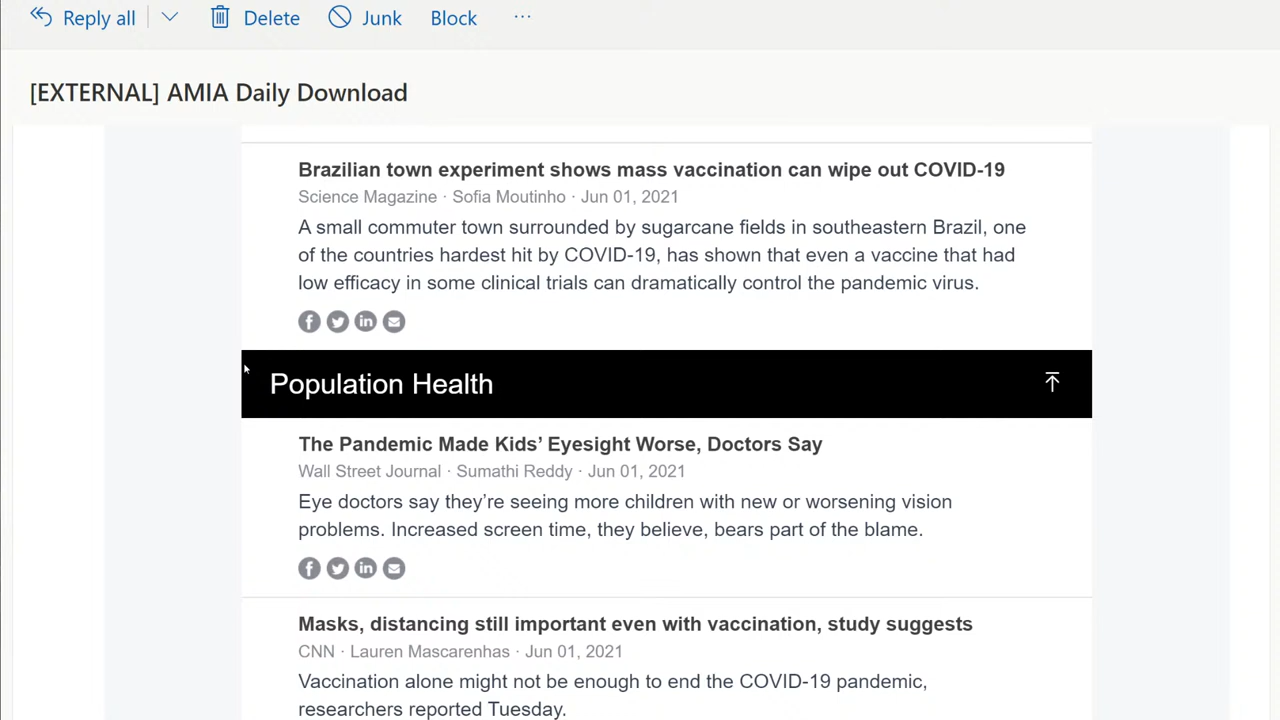 Reply all Delete Junk Block ...
[EXTERNAL] AMIA Daily Download
Brazilian town experiment shows mass vaccination can wipe out COVID-19
Science Magazine · Sofia Moutinho · Jun 01, 2021
A small commuter town surrounded by sugarcane fields in southeastern Brazil, one
of the countries hardest hit by COVID-19, has shown that even a vaccine that had
low efficacy in some clinical trials can dramatically control the pandemic virus.
Population Health
The Pandemic Made Kids’ Eyesight Worse, Doctors Say
Wall Street Journal · Sumathi Reddy · Jun 01, 2021
Eye doctors say they’re seeing more children with new or worsening vision
problems. Increased screen time, they believe, bears part of the blame.
Masks, distancing still important even with vaccination, study suggests
CNN · Lauren Mascarenhas · Jun 01, 2021
Vaccination alone might not be enough to end the COVID-19 pandemic,
researchers reported Tuesday.